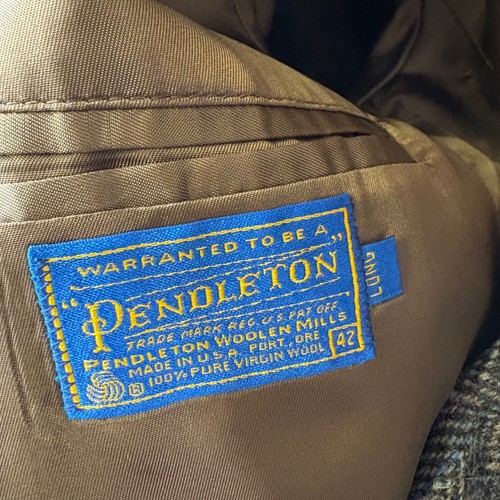 WARRANTED TO BE A
"PENDLETON"
TRADE MARK REG. U.S. PAT. OFF.
PENDLETON WOOLEN MILLS
MADE IN U.S.A. PORT., ORE
® 100% PURE VIRGIN WOOL
42
LONG